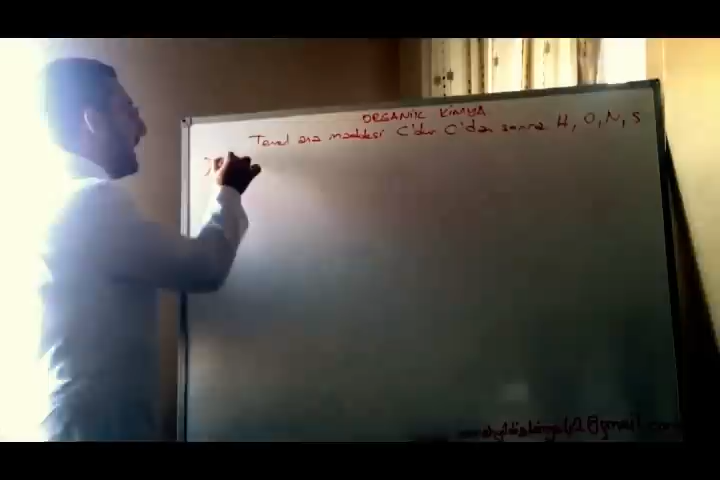 ORGANİK KİMYA
Temel ana maddesi C'dur C'dan sonra H, O, N, S